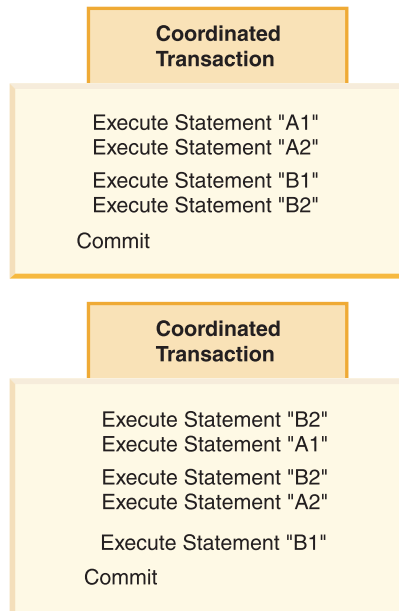 Coordinated
Transaction
Execute Statement "A1"
Execute Statement "A2"
Execute Statement "B1"
Execute Statement "B2"
Commit
Coordinated
Transaction
Execute Statement "B2"
Execute Statement "A1"
Execute Statement "B2"
Execute Statement "A2"
Execute Statement "B1"
Commit